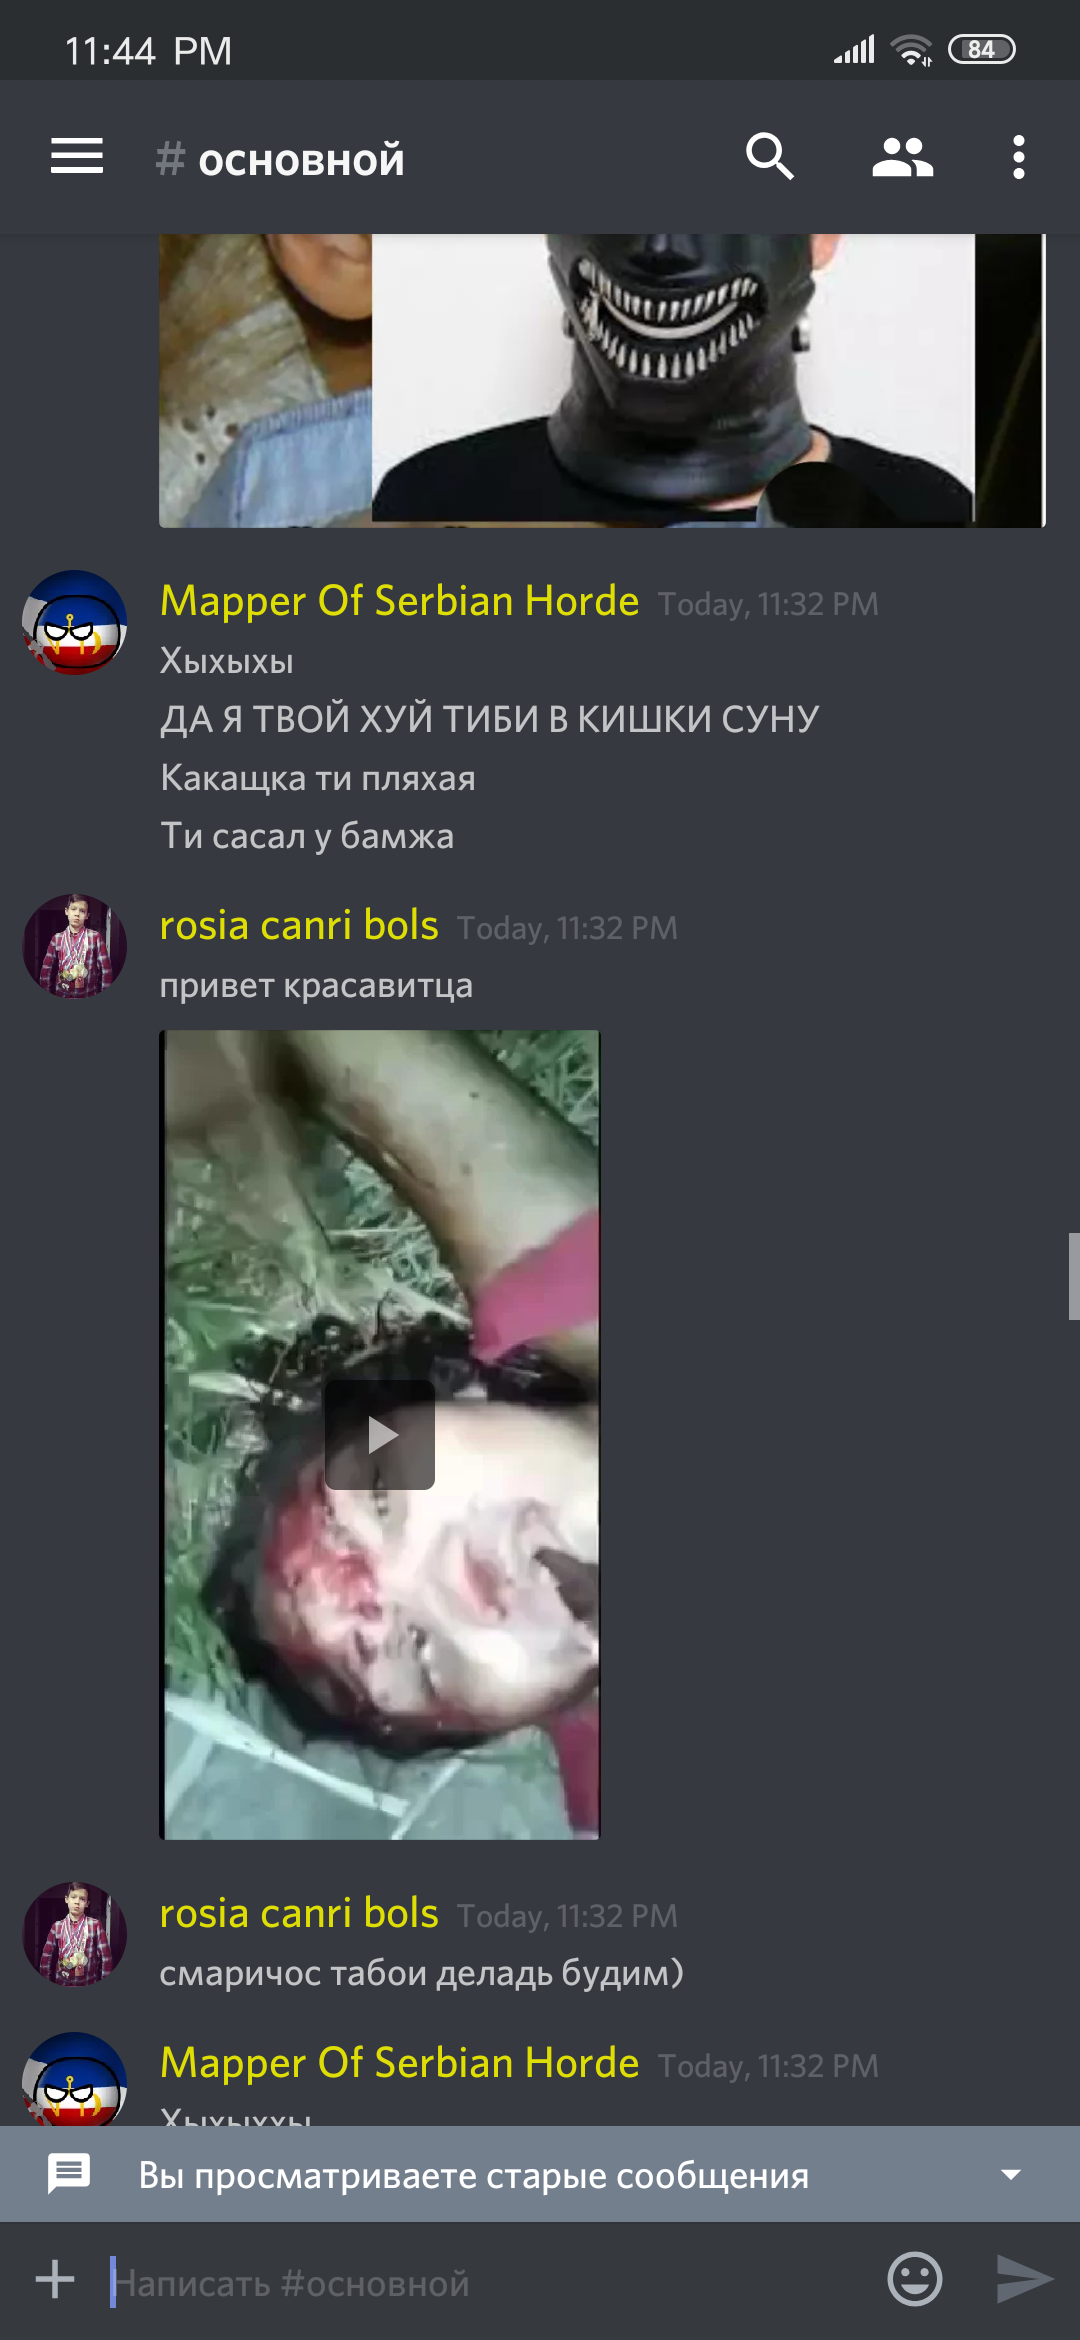 11:44 PM
84
# основной
Mapper Of Serbian Horde Today, 11:32 PM
Хыхыхы
ДА Я ТВОЙ ХУЙ ТИБИ В КИШКИ СУНУ
Какащка ти пляхая
Ти сасал у бамжа
rosia canri bols Today, 11:32 PM
привет красавитца
rosia canri bols Today, 11:32 PM
смаричос табои деладь будим)
Mapper Of Serbian Horde Today, 11:32 PM
Хыхыххы
Вы просматриваете старые сообщения
Написать #основной